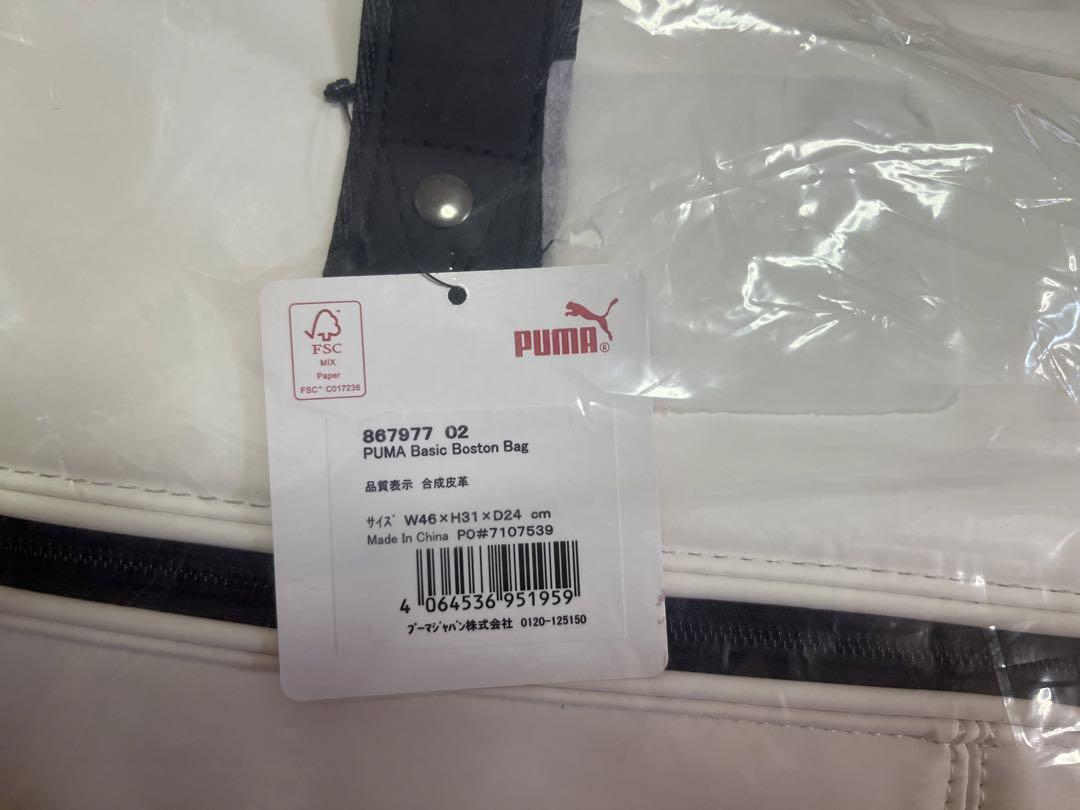 FSC
MIX
Paper
FSC™ C017236
PUMA®
867977 02
PUMA Basic Boston Bag
品質表示 合成皮革
サイズ W46×H31×D24 cm
Made In China PO#7107539
4 064536 951959
プーマジャパン株式会社 0120-125150